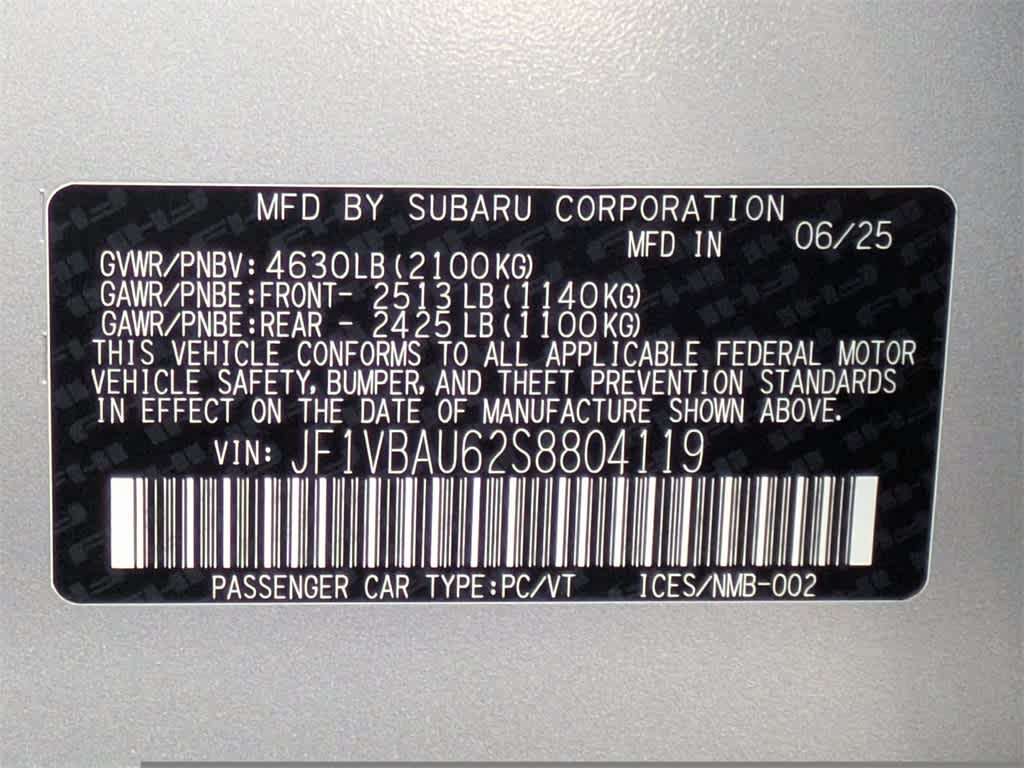 MFD BY SUBARU CORPORATION
MFD IN 06/25
GVWR/PNBV: 4630LB(2100KG)
GAWR/PNBE:FRONT- 2513LB(1140KG)
GAWR/PNBE:REAR - 2425LB(1100KG)
THIS VEHICLE CONFORMS TO ALL APPLICABLE FEDERAL MOTOR
VEHICLE SAFETY, BUMPER, AND THEFT PREVENTION STANDARDS
IN EFFECT ON THE DATE OF MANUFACTURE SHOWN ABOVE.
VIN: JF1VBAU62S8804119
PASSENGER CAR TYPE:PC/VT ICES/NMB-002